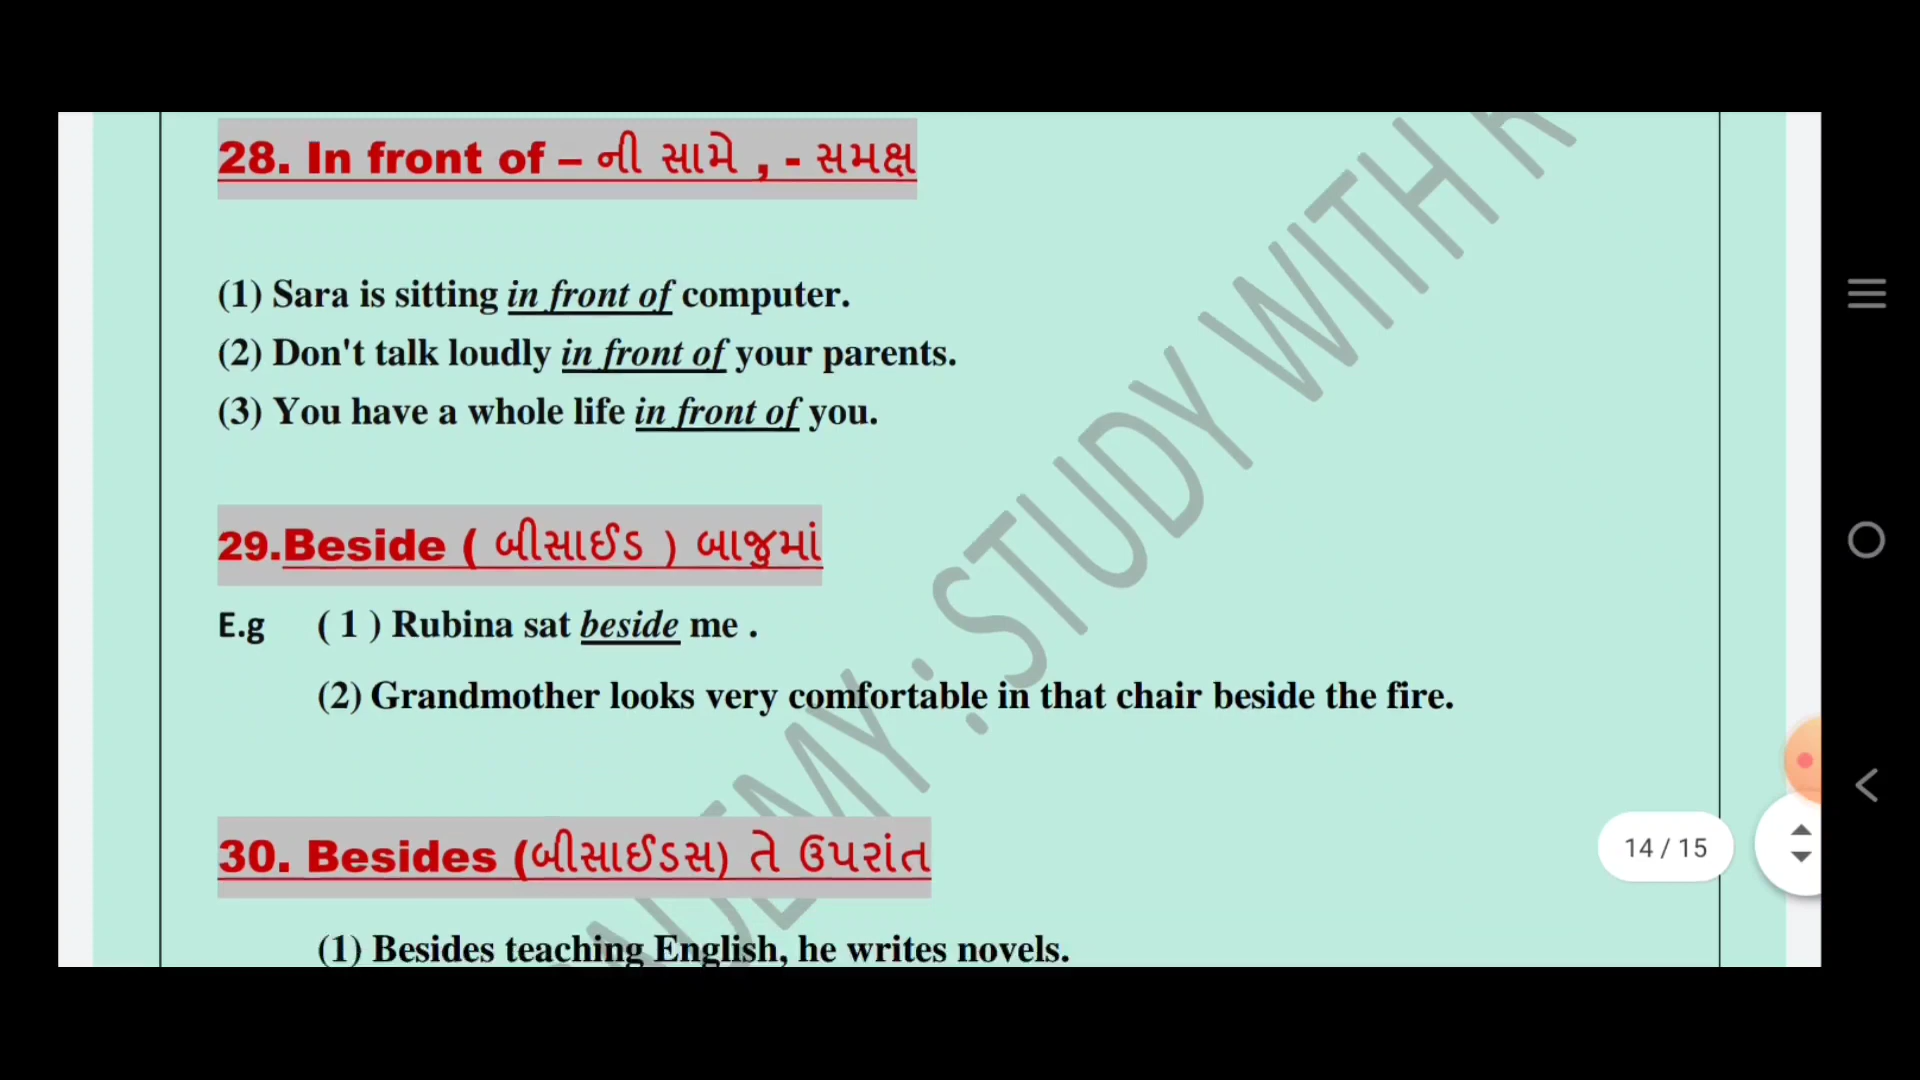 28. In front of – ની સામે , - સમક્ષ
(1) Sara is sitting in front of computer.
(2) Don't talk loudly in front of your parents.
(3) You have a whole life in front of you.
29.Beside ( બીસાઈડ ) બાજુમાં
E.g ( 1 ) Rubina sat beside me .
(2) Grandmother looks very comfortable in that chair beside the fire.
30. Besides (બીસાઈડસ) તે ઉપરાંત
(1) Besides teaching English, he writes novels.
14 / 15
ADEMY : STUDY WITH R